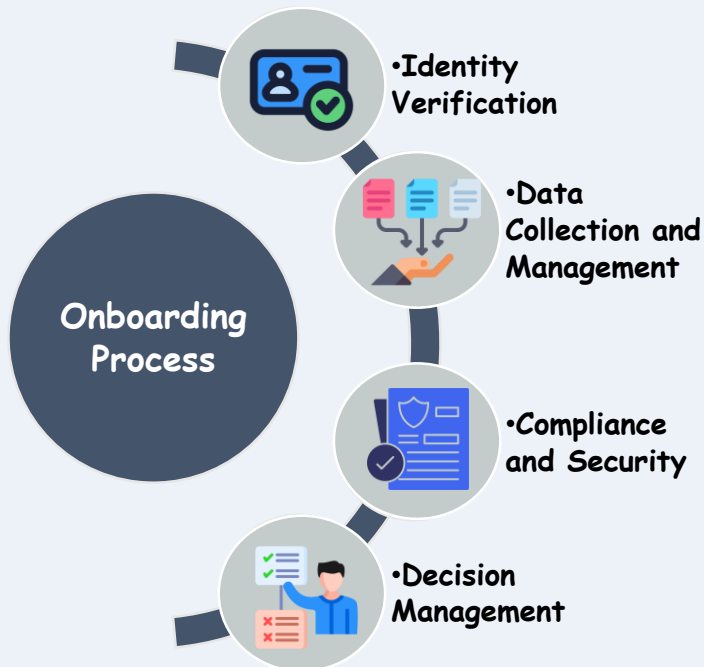 •Identity
Verification
•Data
Collection and
Management
Onboarding
Process
•Compliance
and Security
•Decision
Management